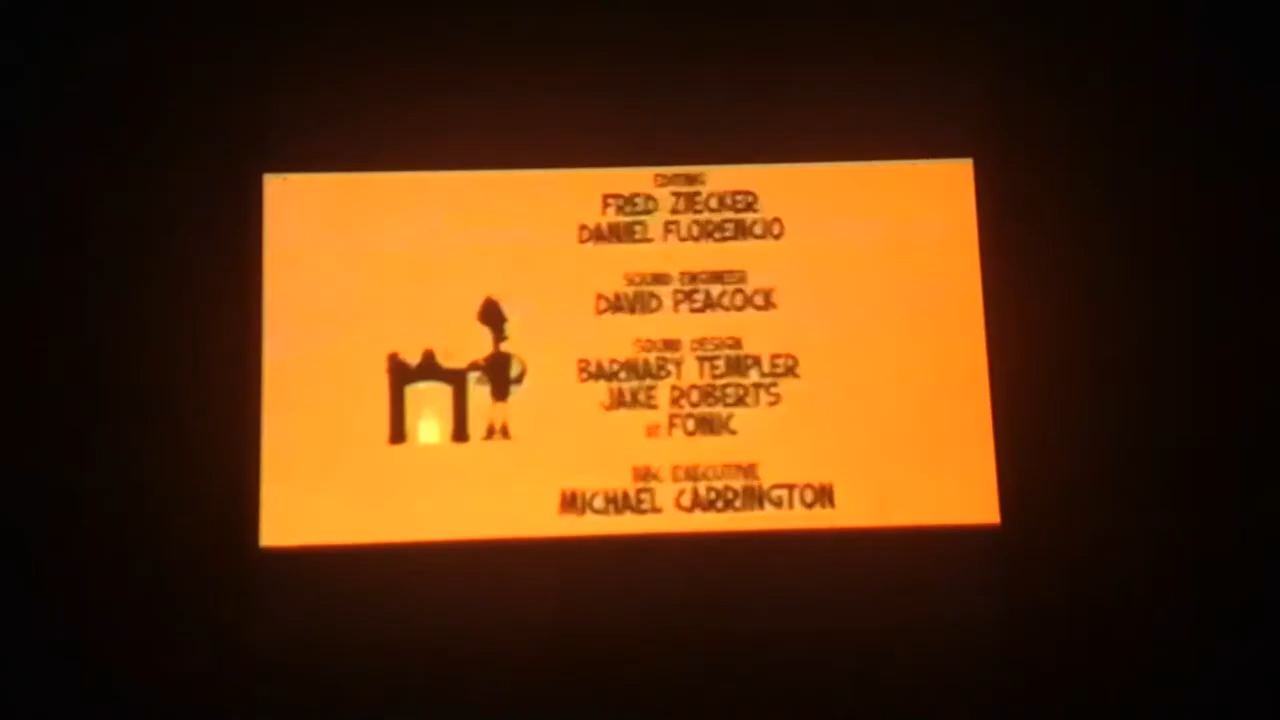 EDITING
FRED ZIECKER
DANIEL FLORENCIO
SOUND ENGINEER
DAVID PEACOCK
SOUND DESIGN
BARNABY TEMPLER
JAKE ROBERTS
AT FONIC
BBC EXECUTIVE
MICHAEL CARRINGTON